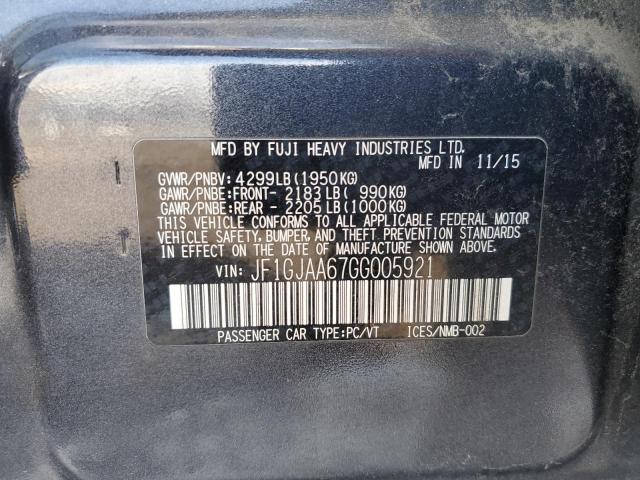 MFD BY FUJI HEAVY INDUSTRIES LTD.
MFD IN 11/15
GVWR/PNBV: 4299LB(1950KG)
GAWR/PNBE:FRONT- 2183LB( 990KG)
GAWR/PNBE:REAR - 2205LB(1000KG)
THIS VEHICLE CONFORMS TO ALL APPLICABLE FEDERAL MOTOR
VEHICLE SAFETY, BUMPER, AND THEFT PREVENTION STANDARDS
IN EFFECT ON THE DATE OF MANUFACTURE SHOWN ABOVE.
VIN: JF1GJAA67GG005921
PASSENGER CAR TYPE:PC/VT ICES/NMB-002